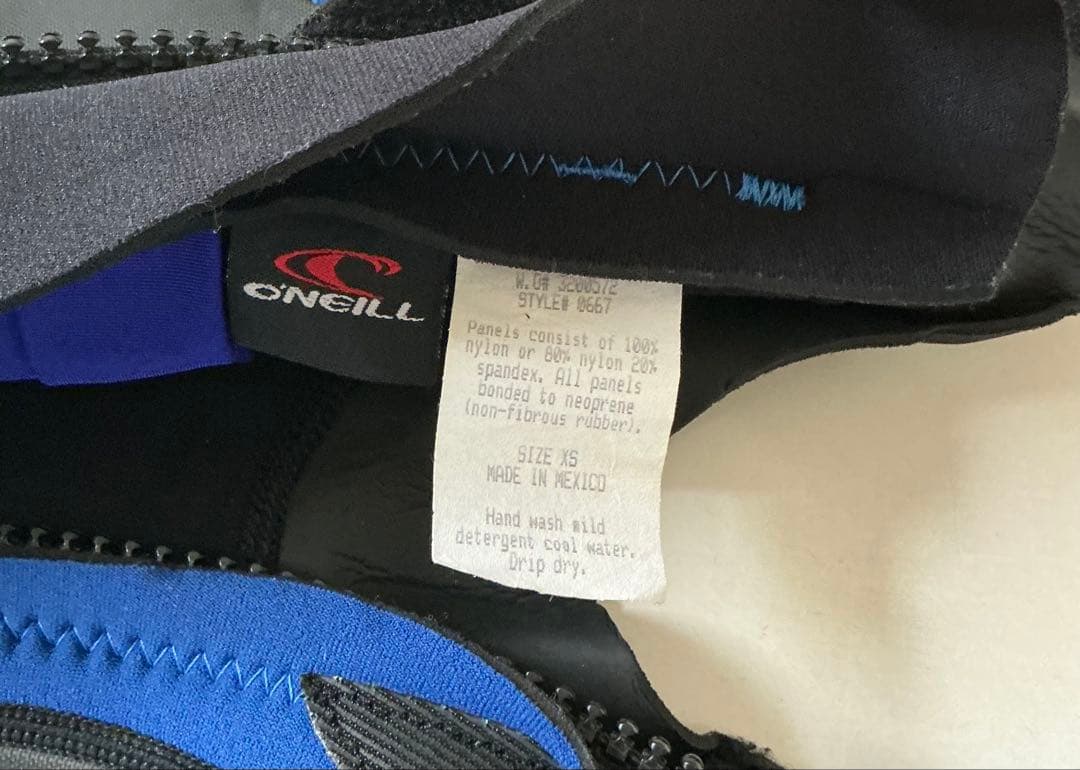 O'NEILL
W.O# 3200572
STYLE# 0667
Panels consist of 100%
nylon or 80% nylon 20%
spandex. All panels
bonded to neoprene
(non-fibrous rubber).
SIZE XS
MADE IN MEXICO
Hand wash mild
detergent cool water.
Drip dry.